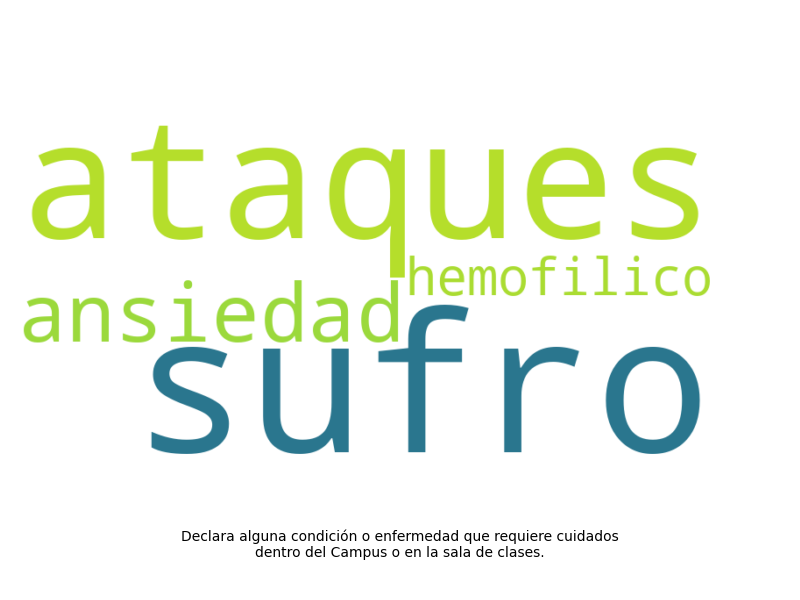 ataques
hemofilico
ansiedad
sufro
Declara alguna condición o enfermedad que requiere cuidados
dentro del Campus o en la sala de clases.